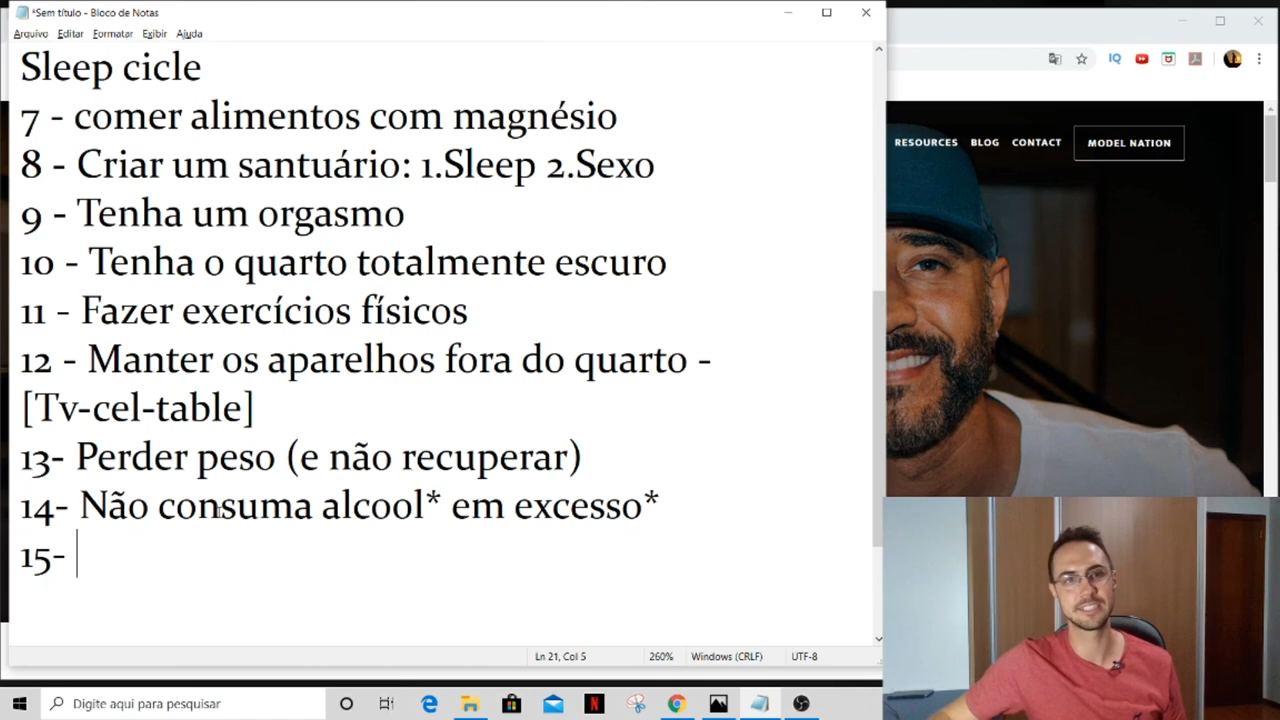 *Sem título - Bloco de Notas
Arquivo Editar Formatar Exibir Ajuda
Sleep cicle
7 - comer alimentos com magnésio
8 - Criar um santuário: 1.Sleep 2.Sexo
9 - Tenha um orgasmo
10 - Tenha o quarto totalmente escuro
11 - Fazer exercícios físicos
12 - Manter os aparelhos fora do quarto -
[Tv-cel-table]
13- Perder peso (e não recuperar)
14- Não consuma alcool* em excesso*
15-
Ln 21, Col 5 260% Windows (CRLF) UTF-8
IQ
RESOURCES BLOG CONTACT MODEL NATION
Digite aqui para pesquisar
N